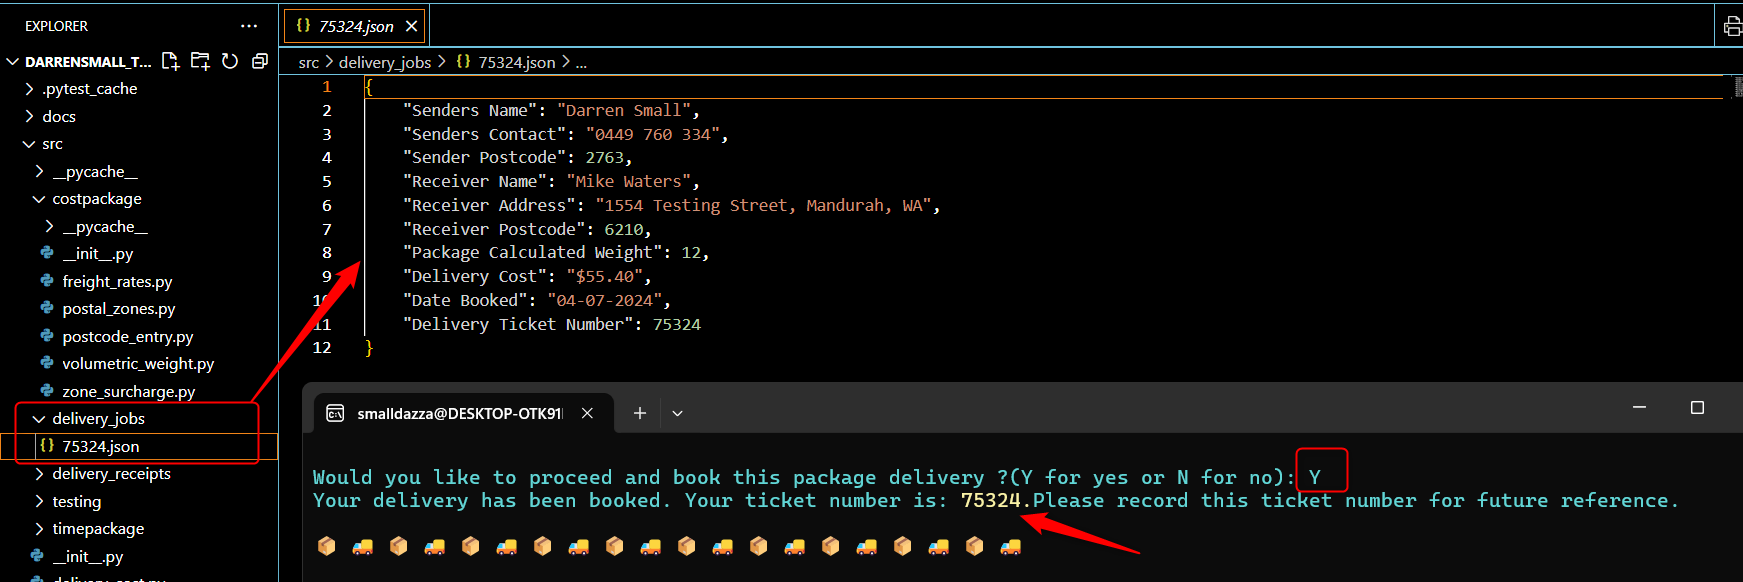 EXPLORER
DARRENSMALL_T...
.pytest_cache
docs
src
__pycache__
costpackage
__pycache__
__init__.py
freight_rates.py
postal_zones.py
postcode_entry.py
volumetric_weight.py
zone_surcharge.py
delivery_jobs
{} 75324.json
delivery_receipts
testing
timepackage
__init__.py
delivery_cost.py
{} 75324.json
src > delivery_jobs > {} 75324.json > ...
1 {
2 "Senders Name": "Darren Small",
3 "Senders Contact": "0449 760 334",
4 "Sender Postcode": 2763,
5 "Receiver Name": "Mike Waters",
6 "Receiver Address": "1554 Testing Street, Mandurah, WA",
7 "Receiver Postcode": 6210,
8 "Package Calculated Weight": 12,
9 "Delivery Cost": "$55.40",
10 "Date Booked": "04-07-2024",
11 "Delivery Ticket Number": 75324
12 }
smalldazza@DESKTOP-OTK91
Would you like to proceed and book this package delivery ?(Y for yes or N for no): Y
Your delivery has been booked. Your ticket number is: 75324.Please record this ticket number for future reference.